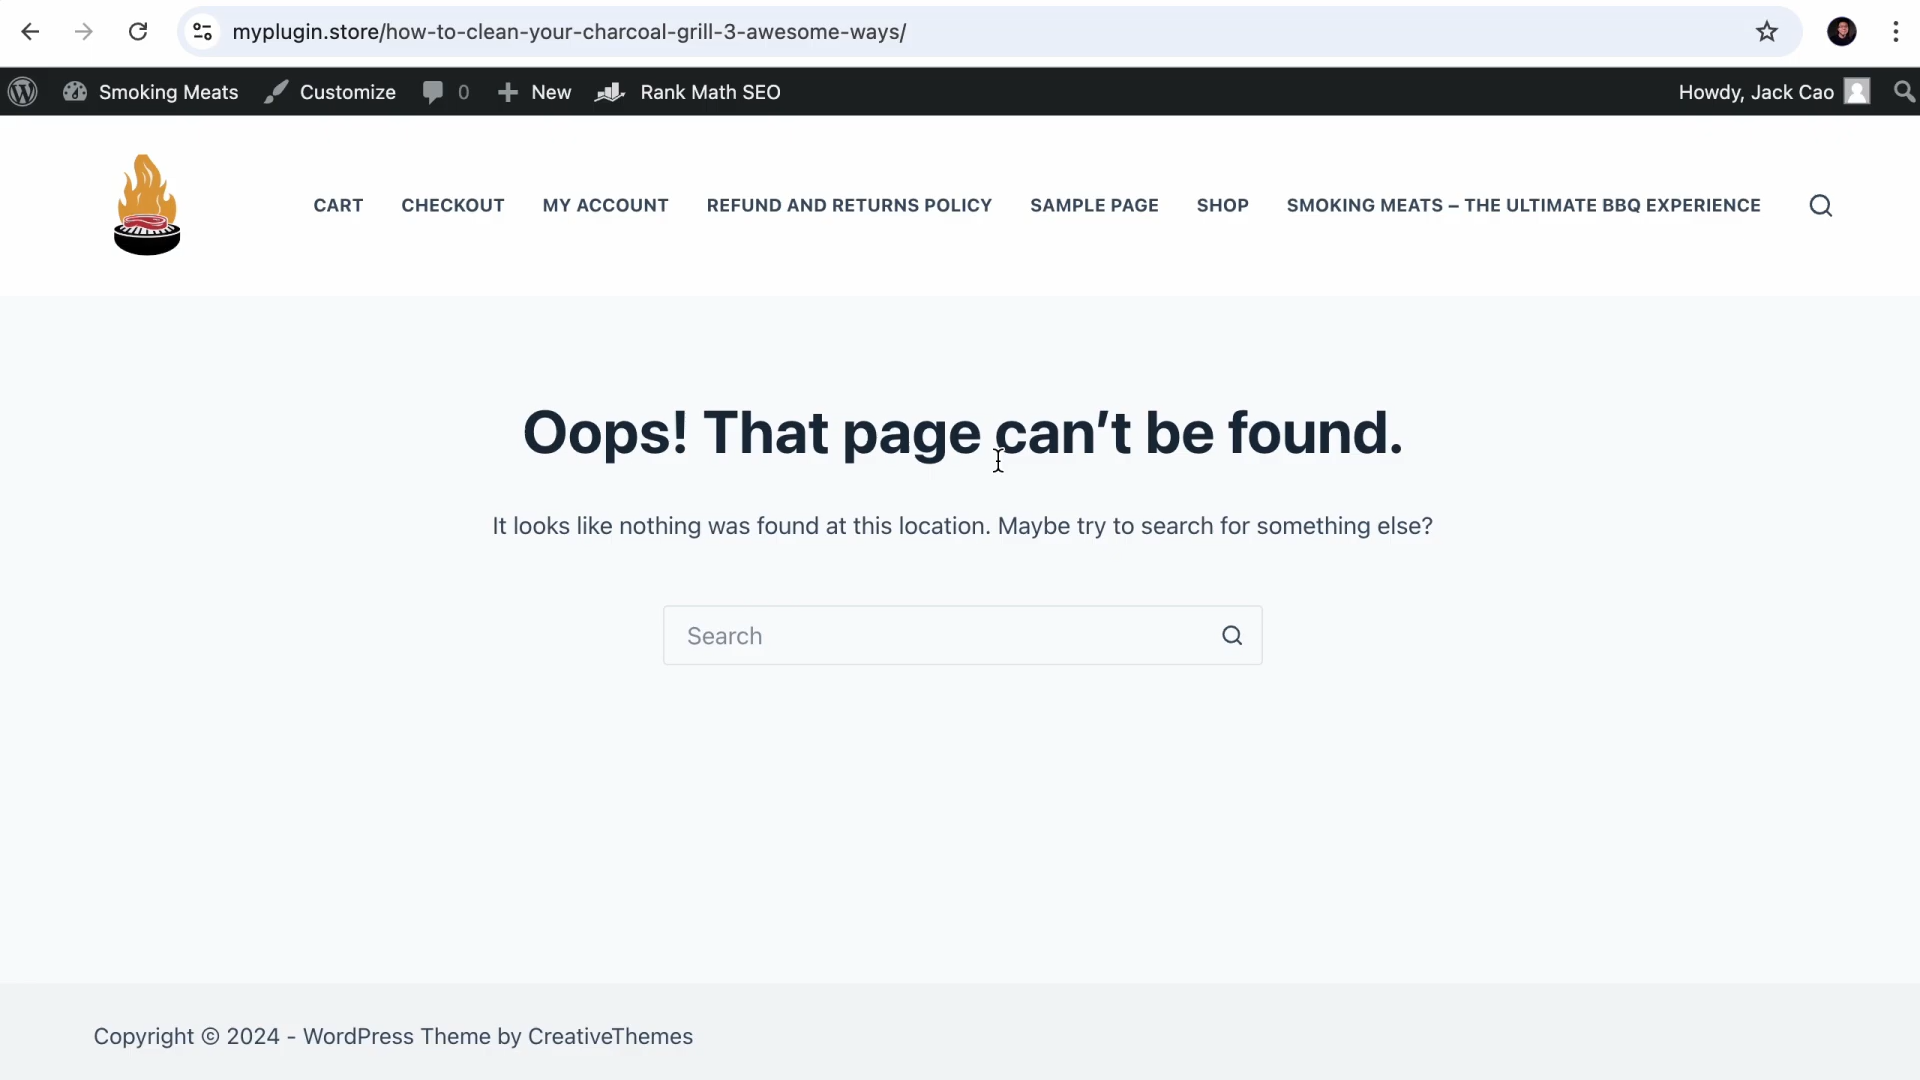 myplugin.store/how-to-clean-your-charcoal-grill-3-awesome-ways/
Smoking Meats Customize 0 New Rank Math SEO Howdy, Jack Cao
CART CHECKOUT MY ACCOUNT REFUND AND RETURNS POLICY SAMPLE PAGE SHOP SMOKING MEATS – THE ULTIMATE BBQ EXPERIENCE
Oops! That page can’t be found.
It looks like nothing was found at this location. Maybe try to search for something else?
Search
Copyright © 2024 - WordPress Theme by CreativeThemes